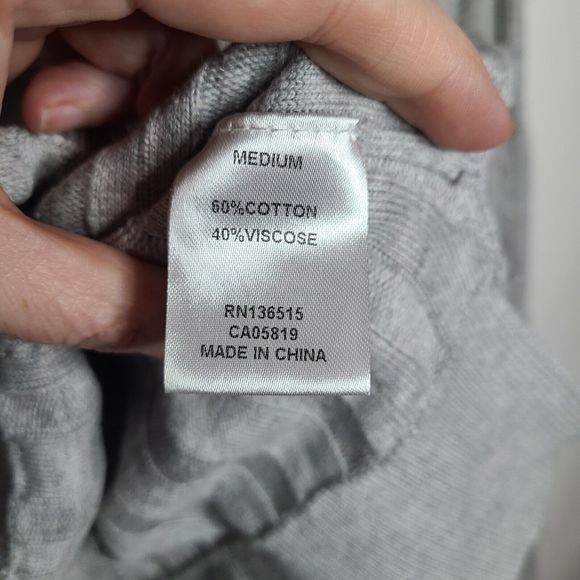 MEDIUM
60%COTTON
40%VISCOSE
RN136515
CA05819
MADE IN CHINA